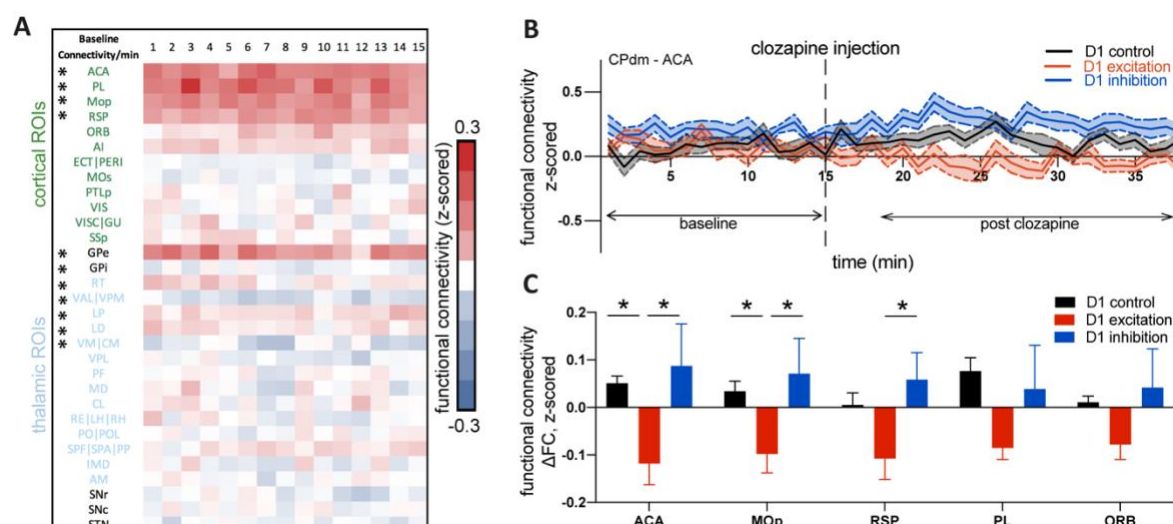 A
Baseline
Connectivity/min
1 2 3 4 5 6 7 8 9 10 11 12 13 14 15
cortical ROIs
thalamic ROIs
* ACA
* PL
* Mop
* RSP
ORB
AI
ECT|PERI
MOs
PTLp
VIS
VISC|GU
SSp
* GPe
* GPi
* RT
* VAL|VPM
* LP
* LD
* VM|CM
VPL
PF
MD
CL
RE|LH|RH
PO|POL
SPF|SPA|PP
IMD
AM
SNr
SNc
STN
0.3
functional connectivity (z-scored)
-0.3
B
clozapine injection
CPdm - ACA
D1 control
D1 excitation
D1 inhibition
functional connectivity
z-scored
0.5
0.0
-0.5
5 10 15 20 25 30 35
baseline
post clozapine
time (min)
C
D1 control
D1 excitation
D1 inhibition
functional connectivity
ΔFC, z-scored
0.2
0.1
0.0
-0.1
-0.2
* * * * *
ACA MOp RSP PL ORB